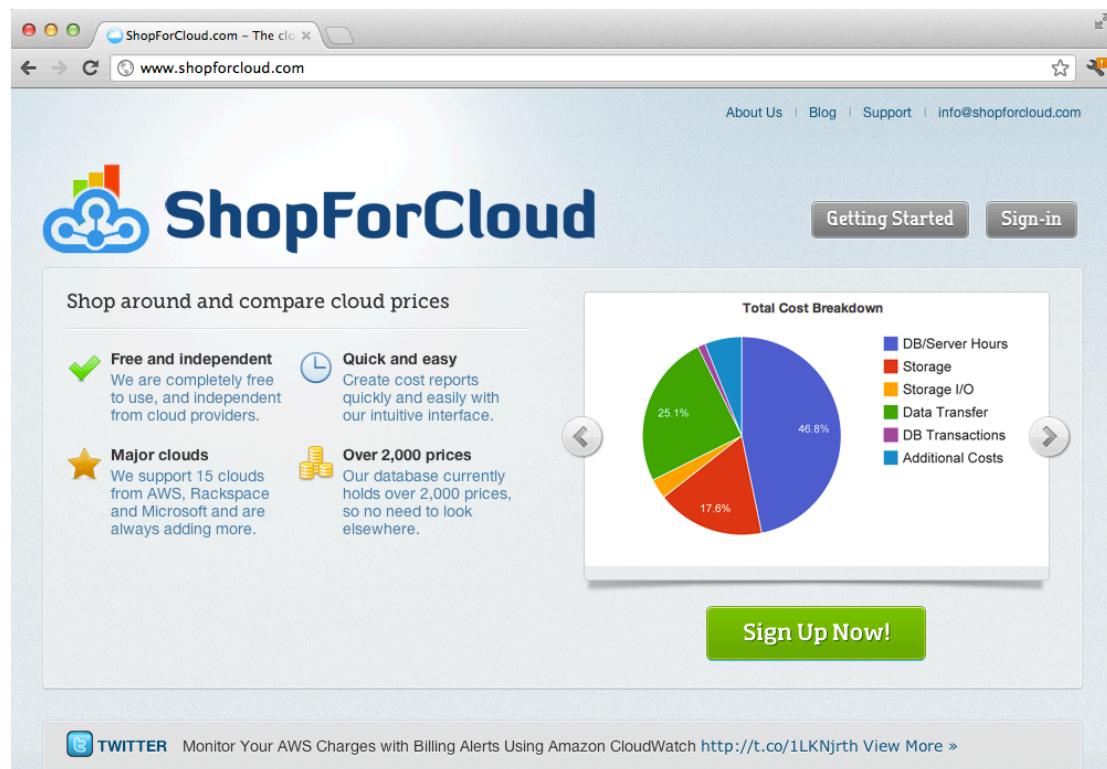 ShopForCloud.com – The clo
www.shopforcloud.com
About Us | Blog | Support | info@shopforcloud.com
ShopForCloud
Getting Started
Sign-in
Shop around and compare cloud prices
Free and independent
We are completely free
to use, and independent
from cloud providers.
Quick and easy
Create cost reports
quickly and easily with
our intuitive interface.
Major clouds
We support 15 clouds
from AWS, Rackspace
and Microsoft and are
always adding more.
Over 2,000 prices
Our database currently
holds over 2,000 prices,
so no need to look
elsewhere.
Total Cost Breakdown
25.1%
46.8%
17.6%
DB/Server Hours
Storage
Storage I/O
Data Transfer
DB Transactions
Additional Costs
Sign Up Now!
TWITTER Monitor Your AWS Charges with Billing Alerts Using Amazon CloudWatch http://t.co/1LKNjrth View More »